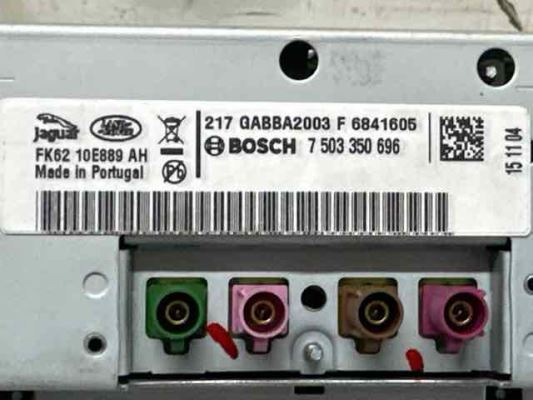 Jaguar LAND ROVER
FK62 10E889 AH
Made in Portugal
217 GABBA2003 F 6841605
BOSCH 7 503 350 696
15 11 04